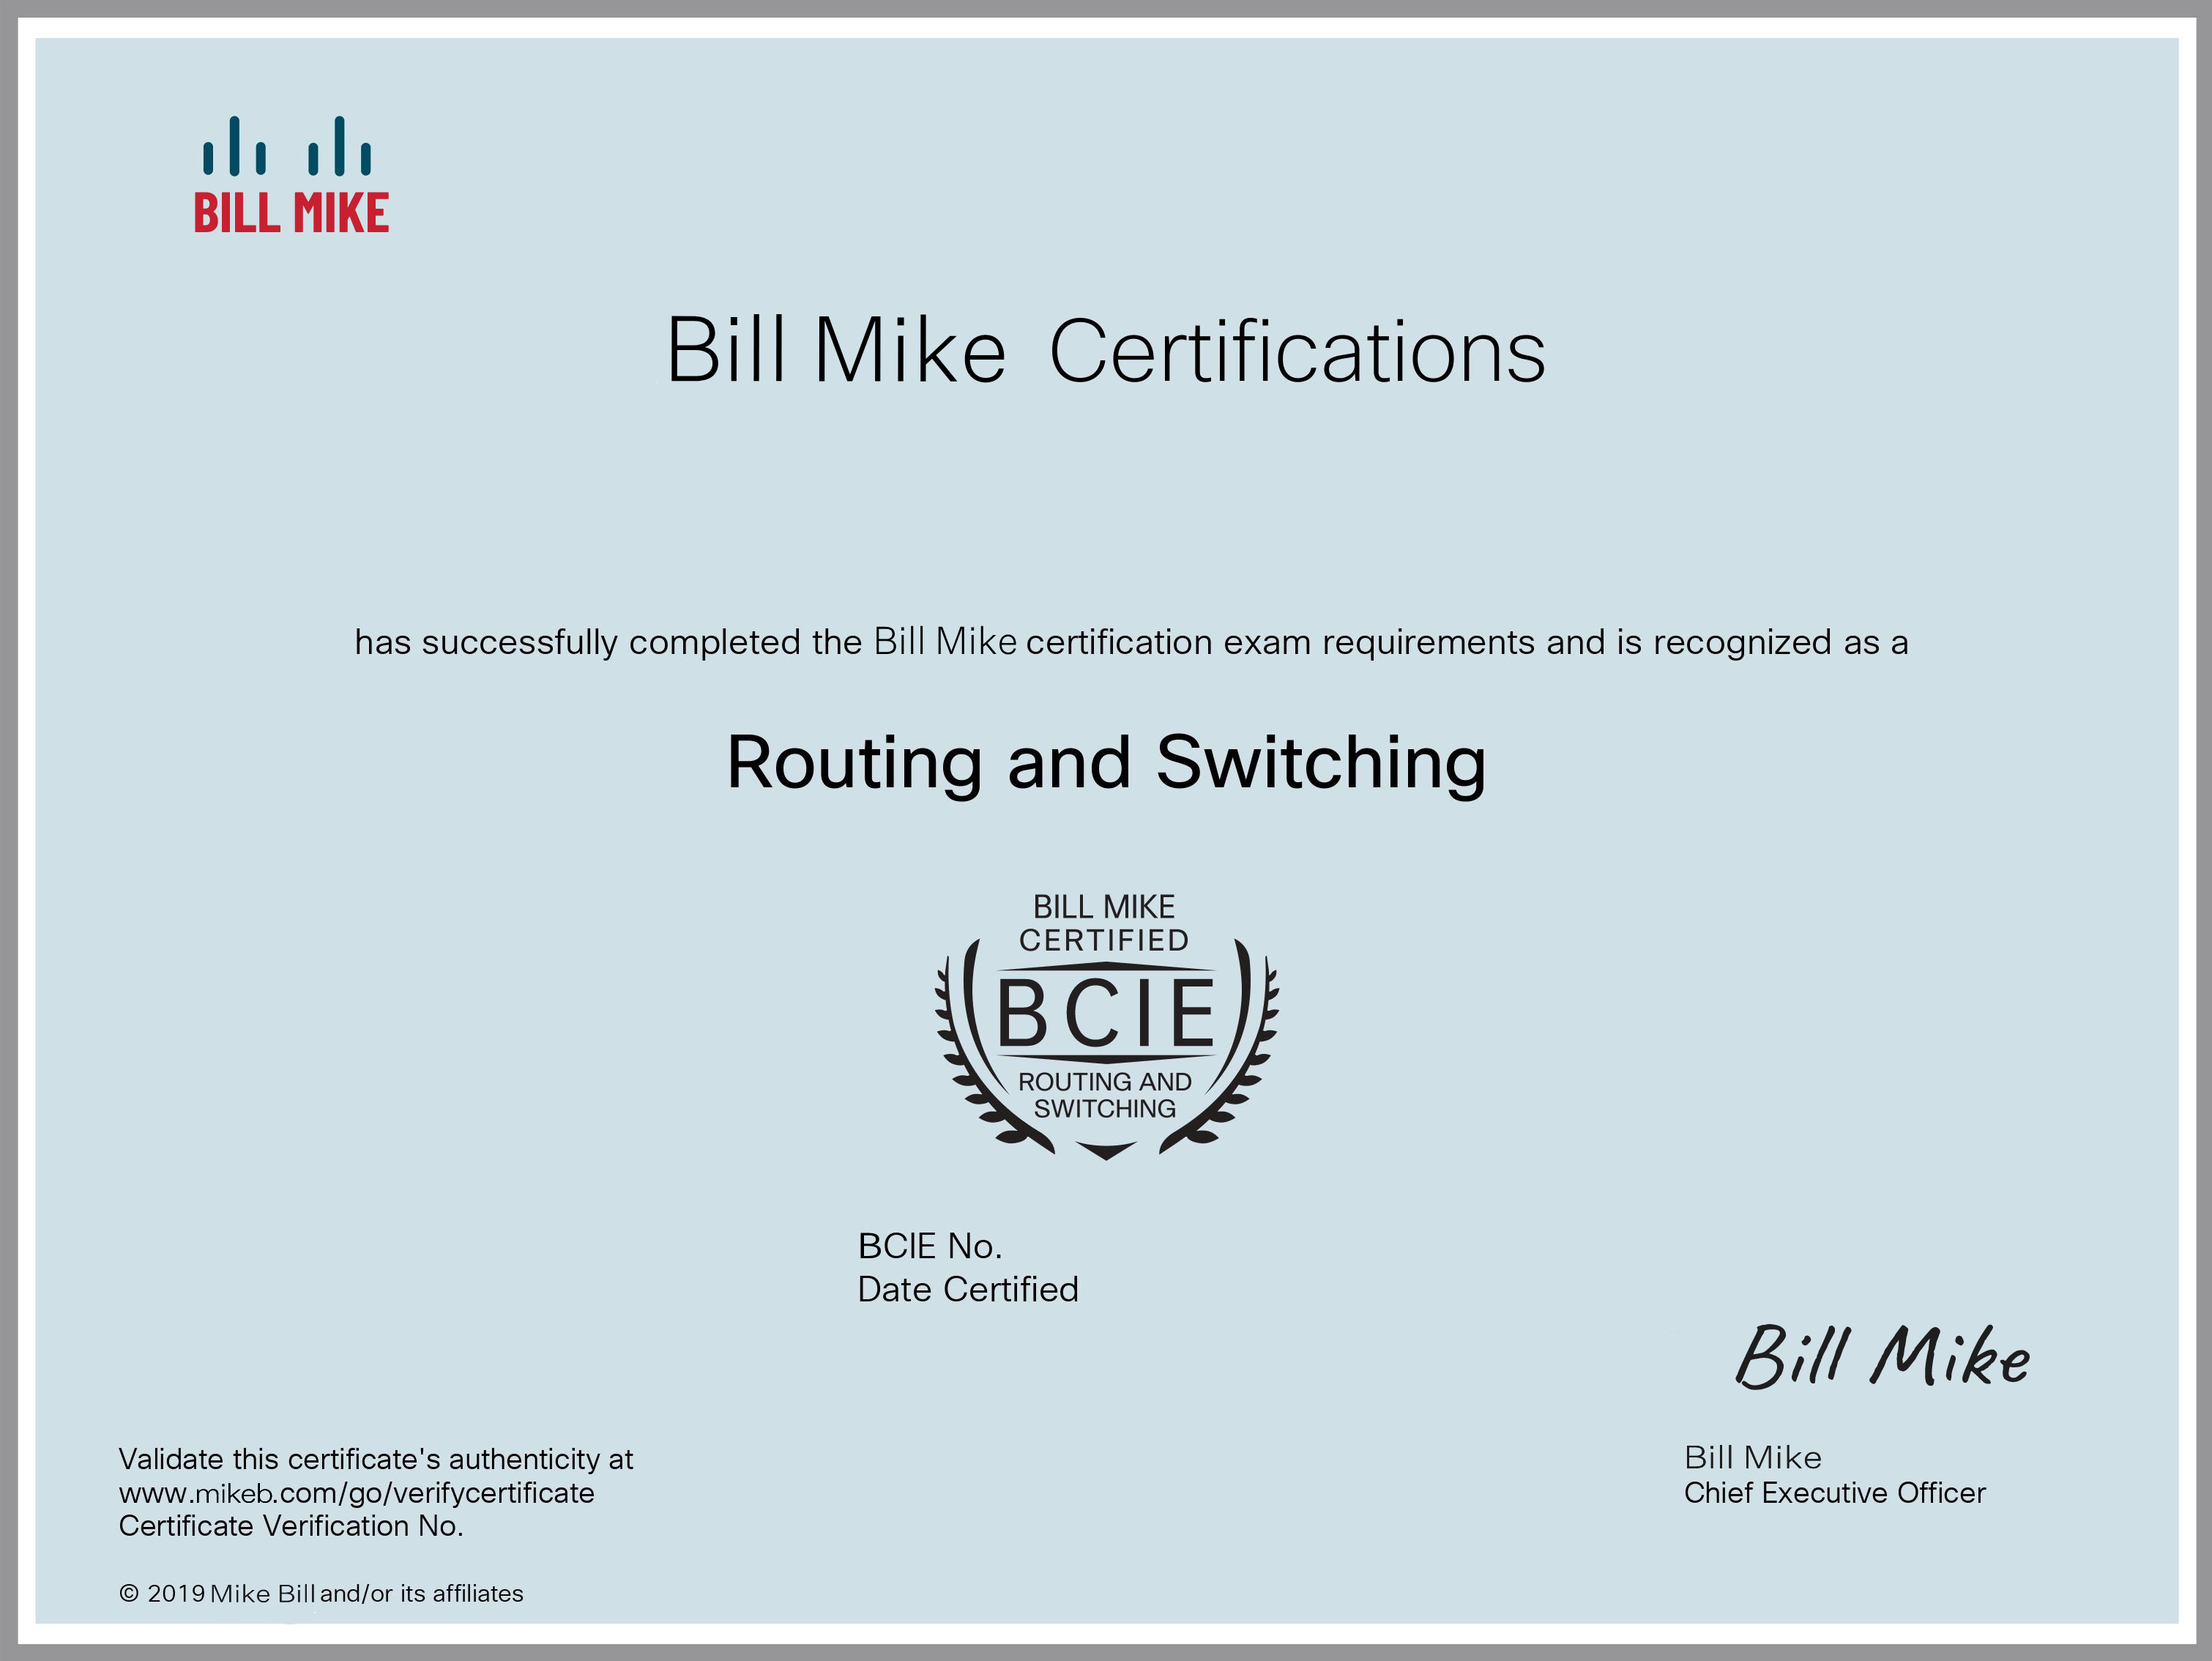 BILL MIKE
Bill Mike Certifications
has successfully completed the Bill Mike certification exam requirements and is recognized as a
Routing and Switching
BILL MIKE
CERTIFIED
BCIE
ROUTING AND
SWITCHING
BCIE No.
Date Certified
Bill Mike
Bill Mike
Chief Executive Officer
Validate this certificate's authenticity at
www.mikeb.com/go/verifycertificate
Certificate Verification No.
© 2019 Mike Bill and/or its affiliates